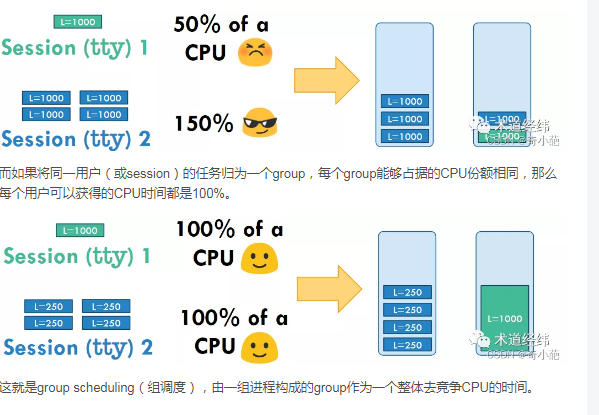 L=1000
Session (tty) 1
L=1000 L=1000
L=1000 L=1000
Session (tty) 2
50% of a
CPU
150%
L=1000
L=1000
L=1000
L=1000
L=1000
术道经纬
CSDN @奇小葩
而如果将同一用户（或session）的任务归为一个group，每个group能够占据的CPU份额相同，那么
每个用户可以获得的CPU时间都是100%。
L=1000
Session (tty) 1
L=250 L=250
L=250 L=250
Session (tty) 2
100% of a
CPU
100% of a
CPU
L=250
L=250
L=250
L=250
L=1000
术道经纬
CSDN @奇小葩
这就是group scheduling（组调度），由一组进程构成的group作为一个整体去竞争CPU的时间。